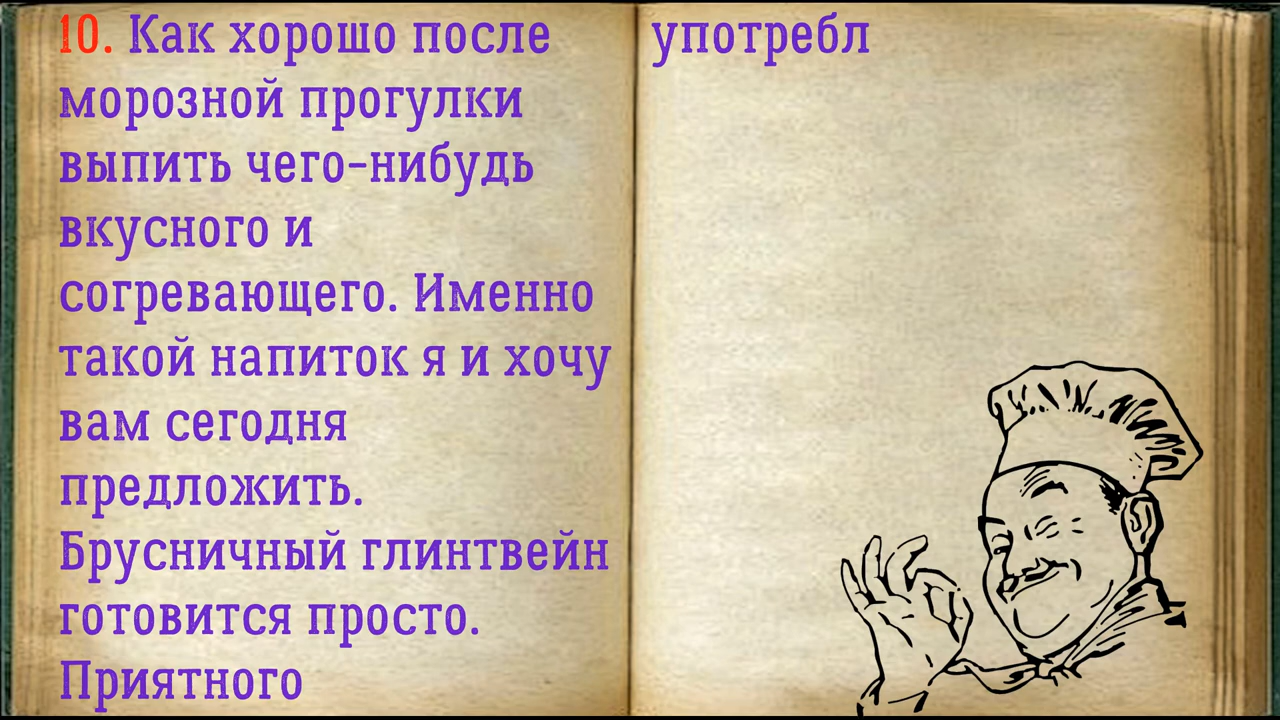 10. Как хорошо после
морозной прогулки
выпить чего-нибудь
вкусного и
согревающего. Именно
такой напиток я и хочу
вам сегодня
предложить.
Брусничный глинтвейн
готовится просто.
Приятного
употребл